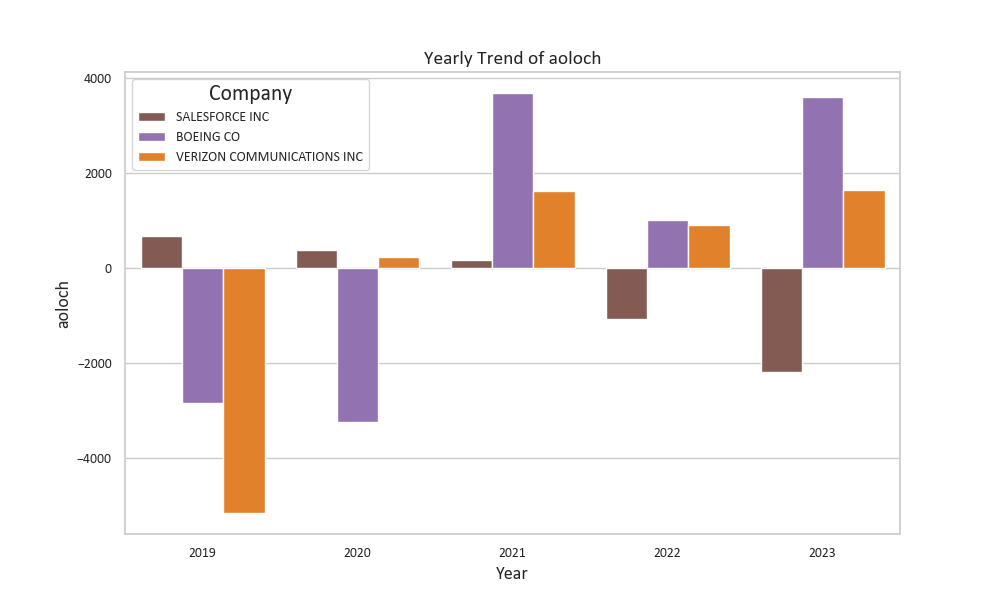 Yearly Trend of aoloch
Company
SALESFORCE INC
BOEING CO
VERIZON COMMUNICATIONS INC
4000
2000
0
−2000
−4000
aoloch
2019 2020 2021 2022 2023
Year